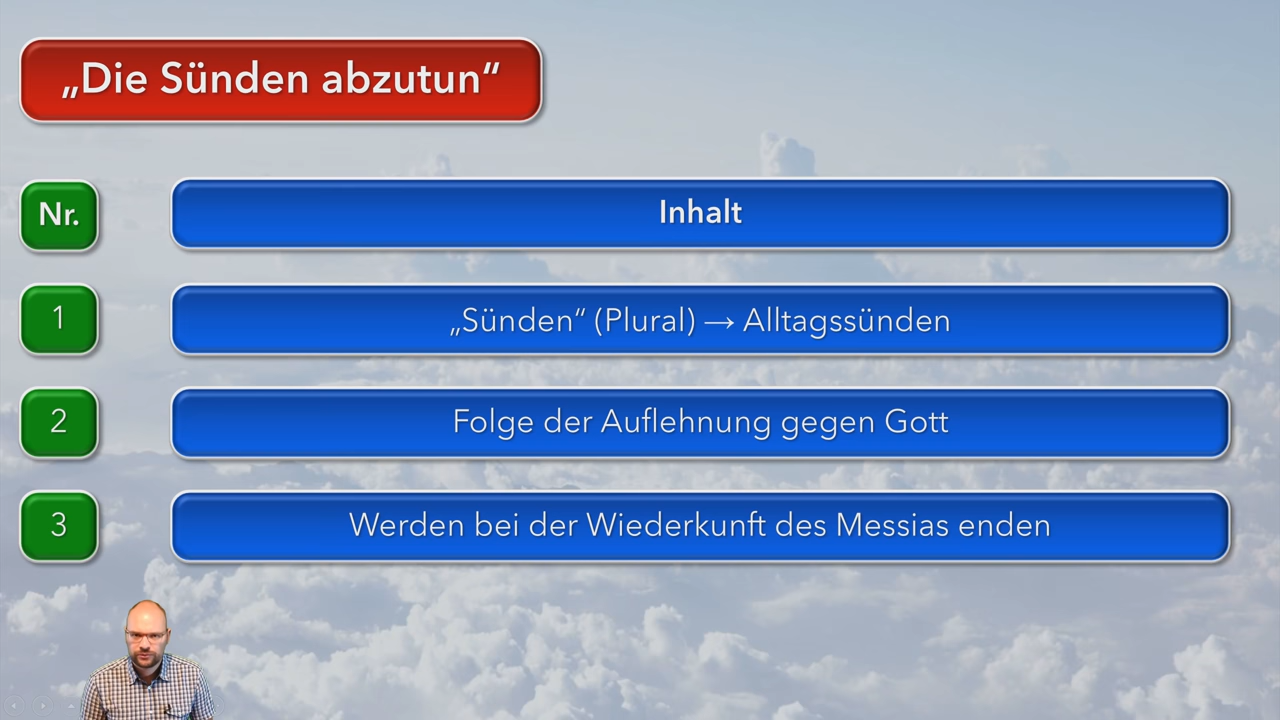 „Die Sünden abzutun“
Nr. Inhalt
1 „Sünden“ (Plural) → Alltagssünden
2 Folge der Auflehnung gegen Gott
3 Werden bei der Wiederkunft des Messias enden